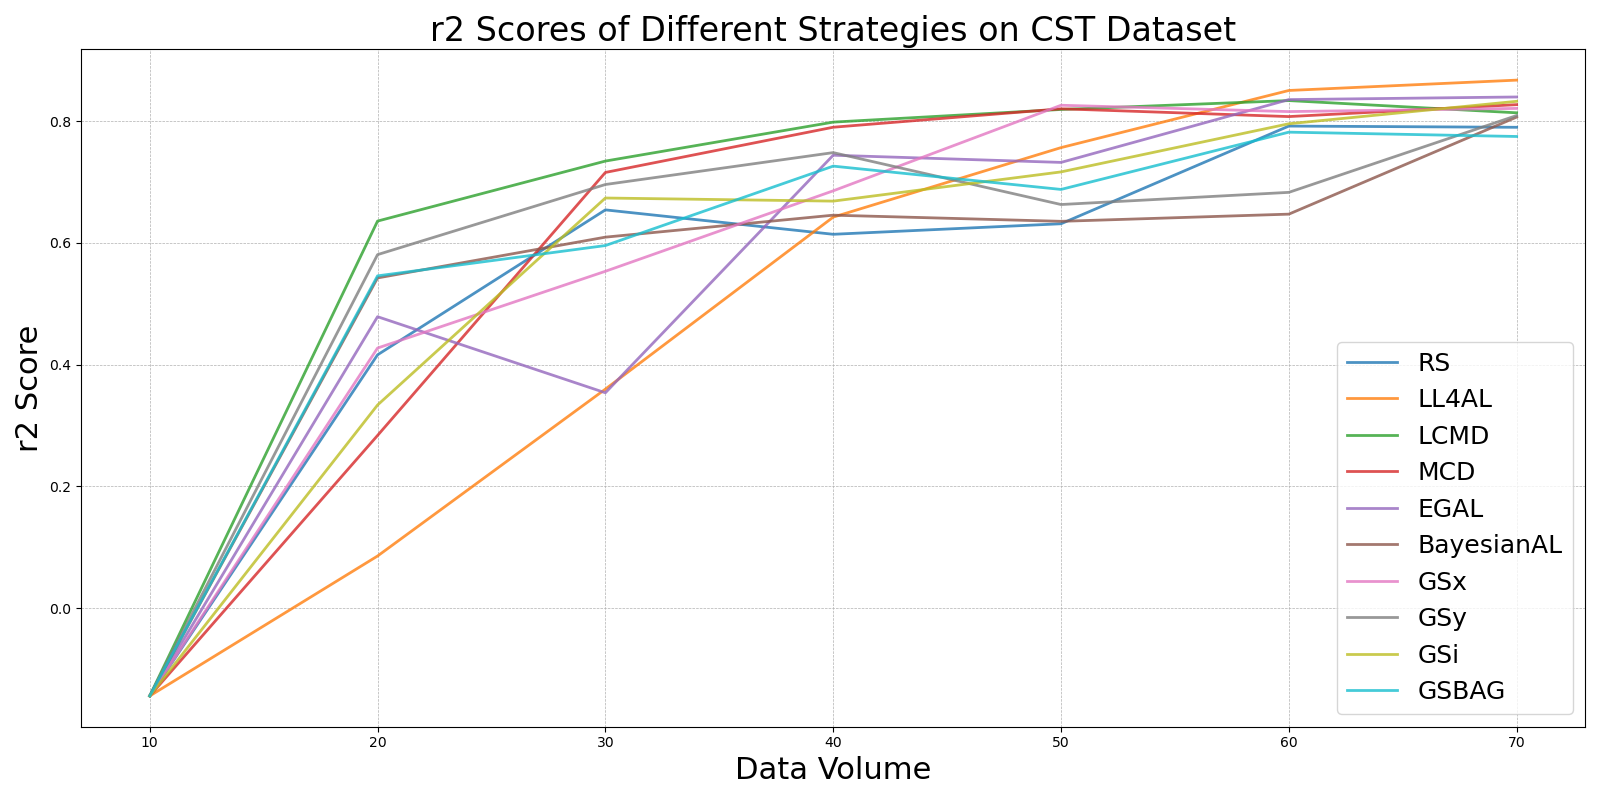 r2 Scores of Different Strategies on CST Dataset
r2 Score
0.8
0.6
0.4
0.2
0.0
10 20 30 40 50 60 70
Data Volume
RS
LL4AL
LCMD
MCD
EGAL
BayesianAL
GSx
GSy
GSi
GSBAG